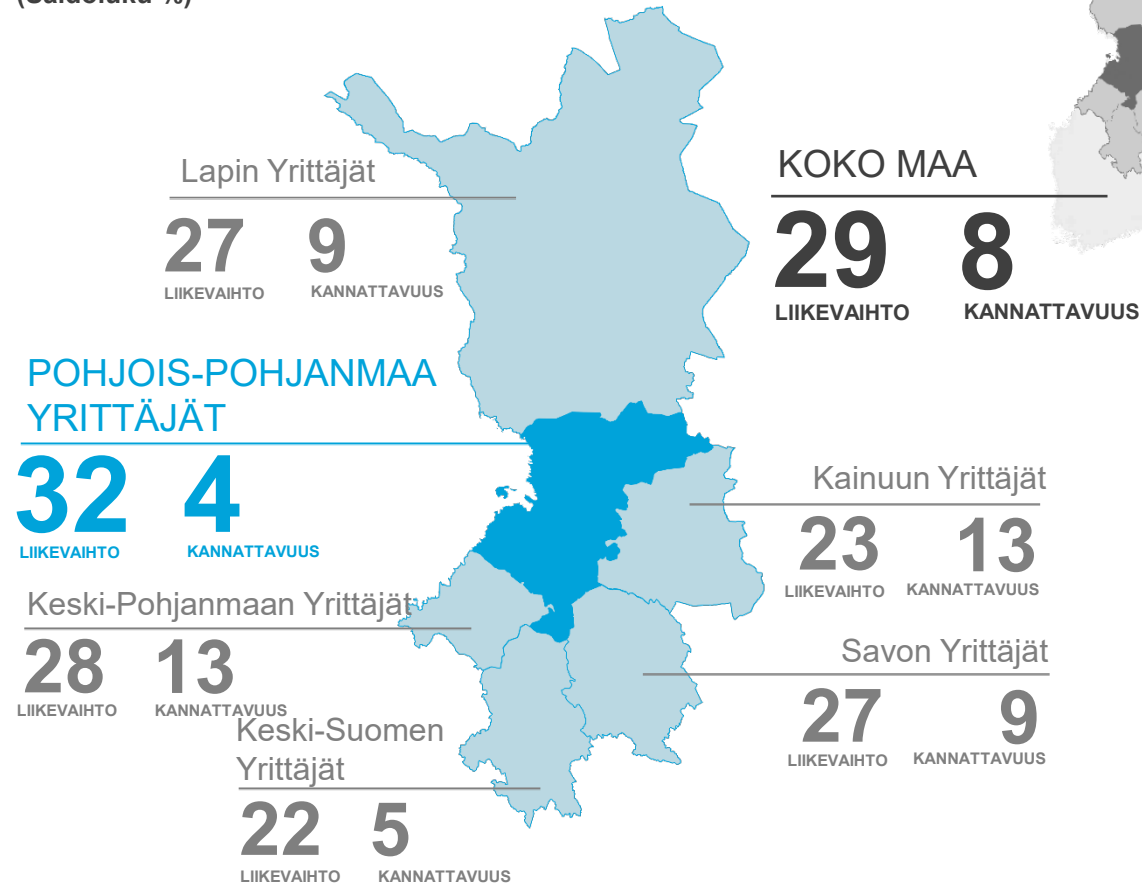 (Saldoluku %)
Lapin Yrittäjät
27 9
LIIKEVAIHTO KANNATTAVUUS
KOKO MAA
29 8
LIIKEVAIHTO KANNATTAVUUS
POHJOIS-POHJANMAA
YRITTÄJÄT
32 4
LIIKEVAIHTO KANNATTAVUUS
Kainuun Yrittäjät
23 13
LIIKEVAIHTO KANNATTAVUUS
Keski-Pohjanmaan Yrittäjät
28 13
LIIKEVAIHTO KANNATTAVUUS
Savon Yrittäjät
27 9
LIIKEVAIHTO KANNATTAVUUS
Keski-Suomen
Yrittäjät
22 5
LIIKEVAIHTO KANNATTAVUUS